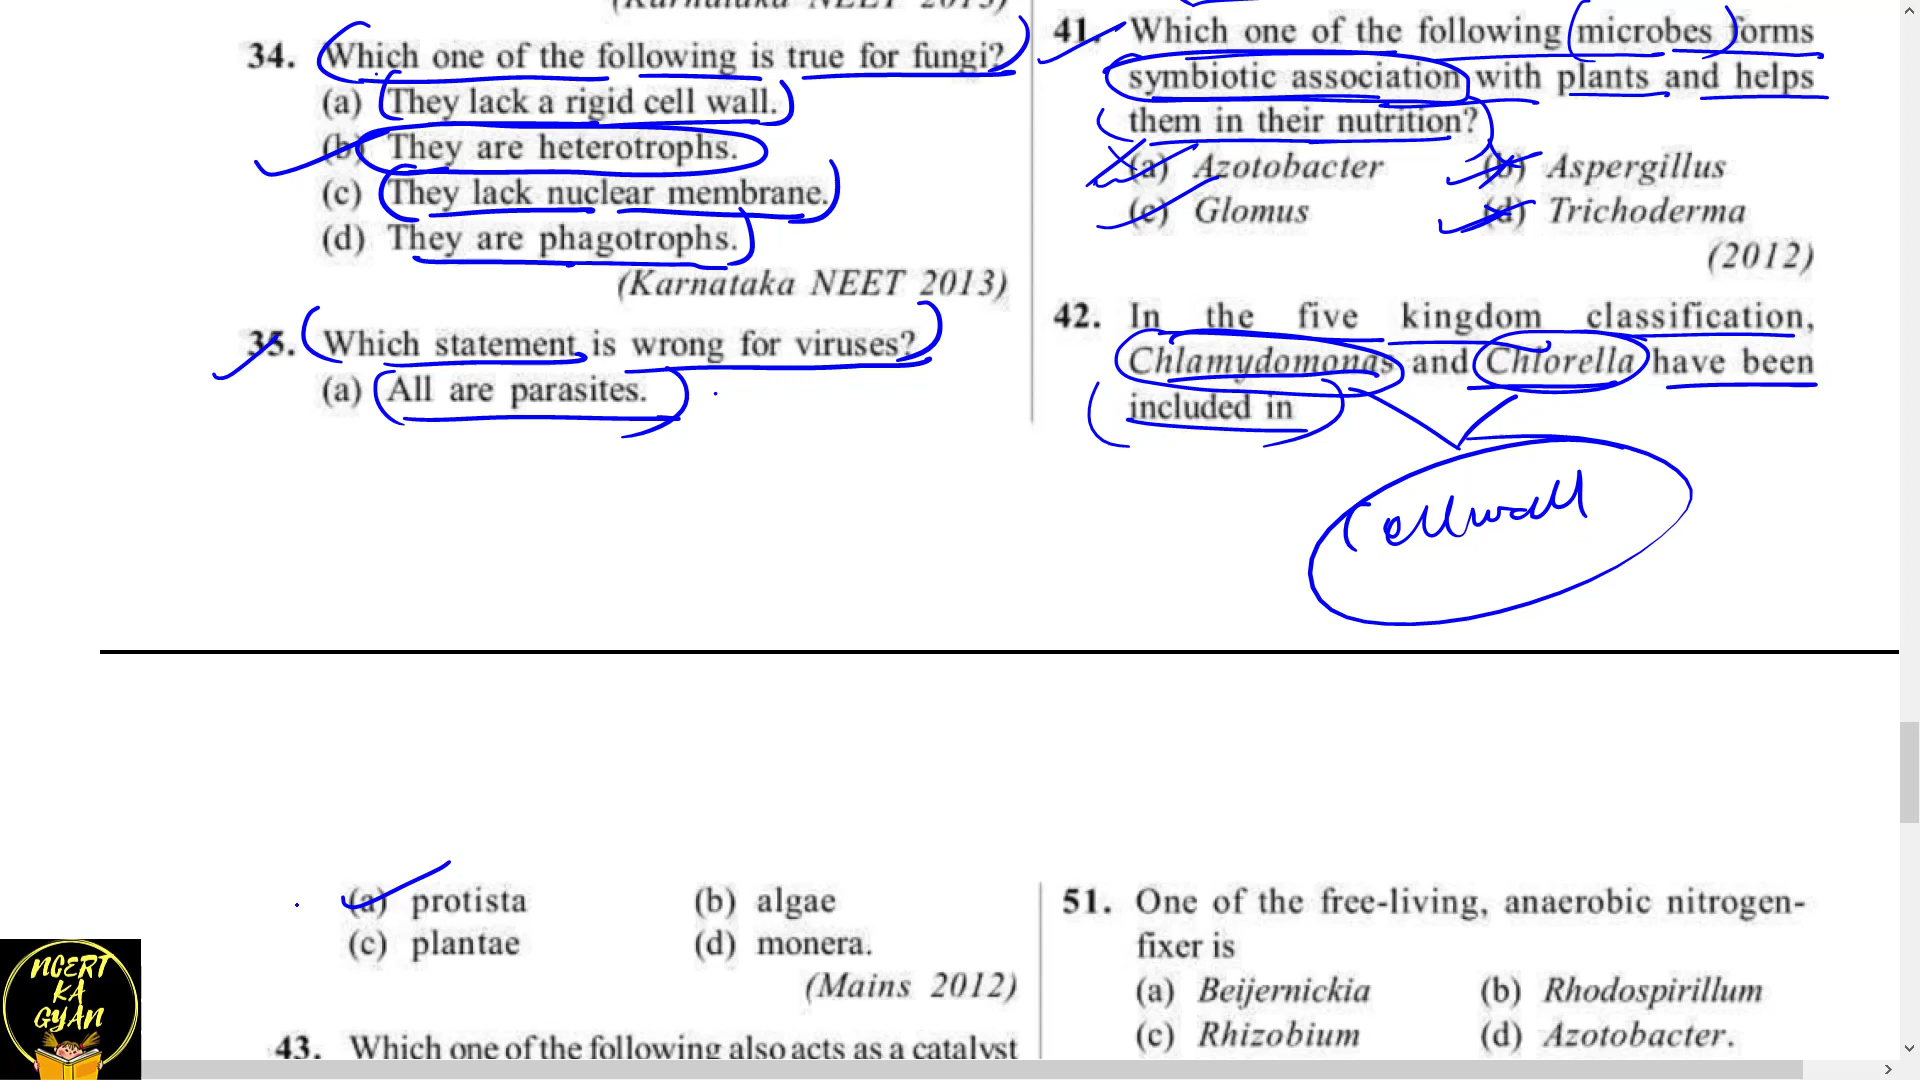 34. Which one of the following is true for fungi?
(a) They lack a rigid cell wall.
(b) They are heterotrophs.
(c) They lack nuclear membrane.
(d) They are phagotrophs.
(Karnataka NEET 2013)
35. Which statement is wrong for viruses?
(a) All are parasites.
41. Which one of the following microbes forms
symbiotic association with plants and helps
them in their nutrition?
(a) Azotobacter (b) Aspergillus
(c) Glomus (d) Trichoderma
(2012)
42. In the five kingdom classification,
Chlamydomonas and Chlorella have been
included in
Cellwall
(a) protista (b) algae
(c) plantae (d) monera.
(Mains 2012)
43. Which one of the following also acts as a catalyst
51. One of the free-living, anaerobic nitrogen-
fixer is
(a) Beijernickia (b) Rhodospirillum
(c) Rhizobium (d) Azotobacter.
NCERT
KA
GYAN